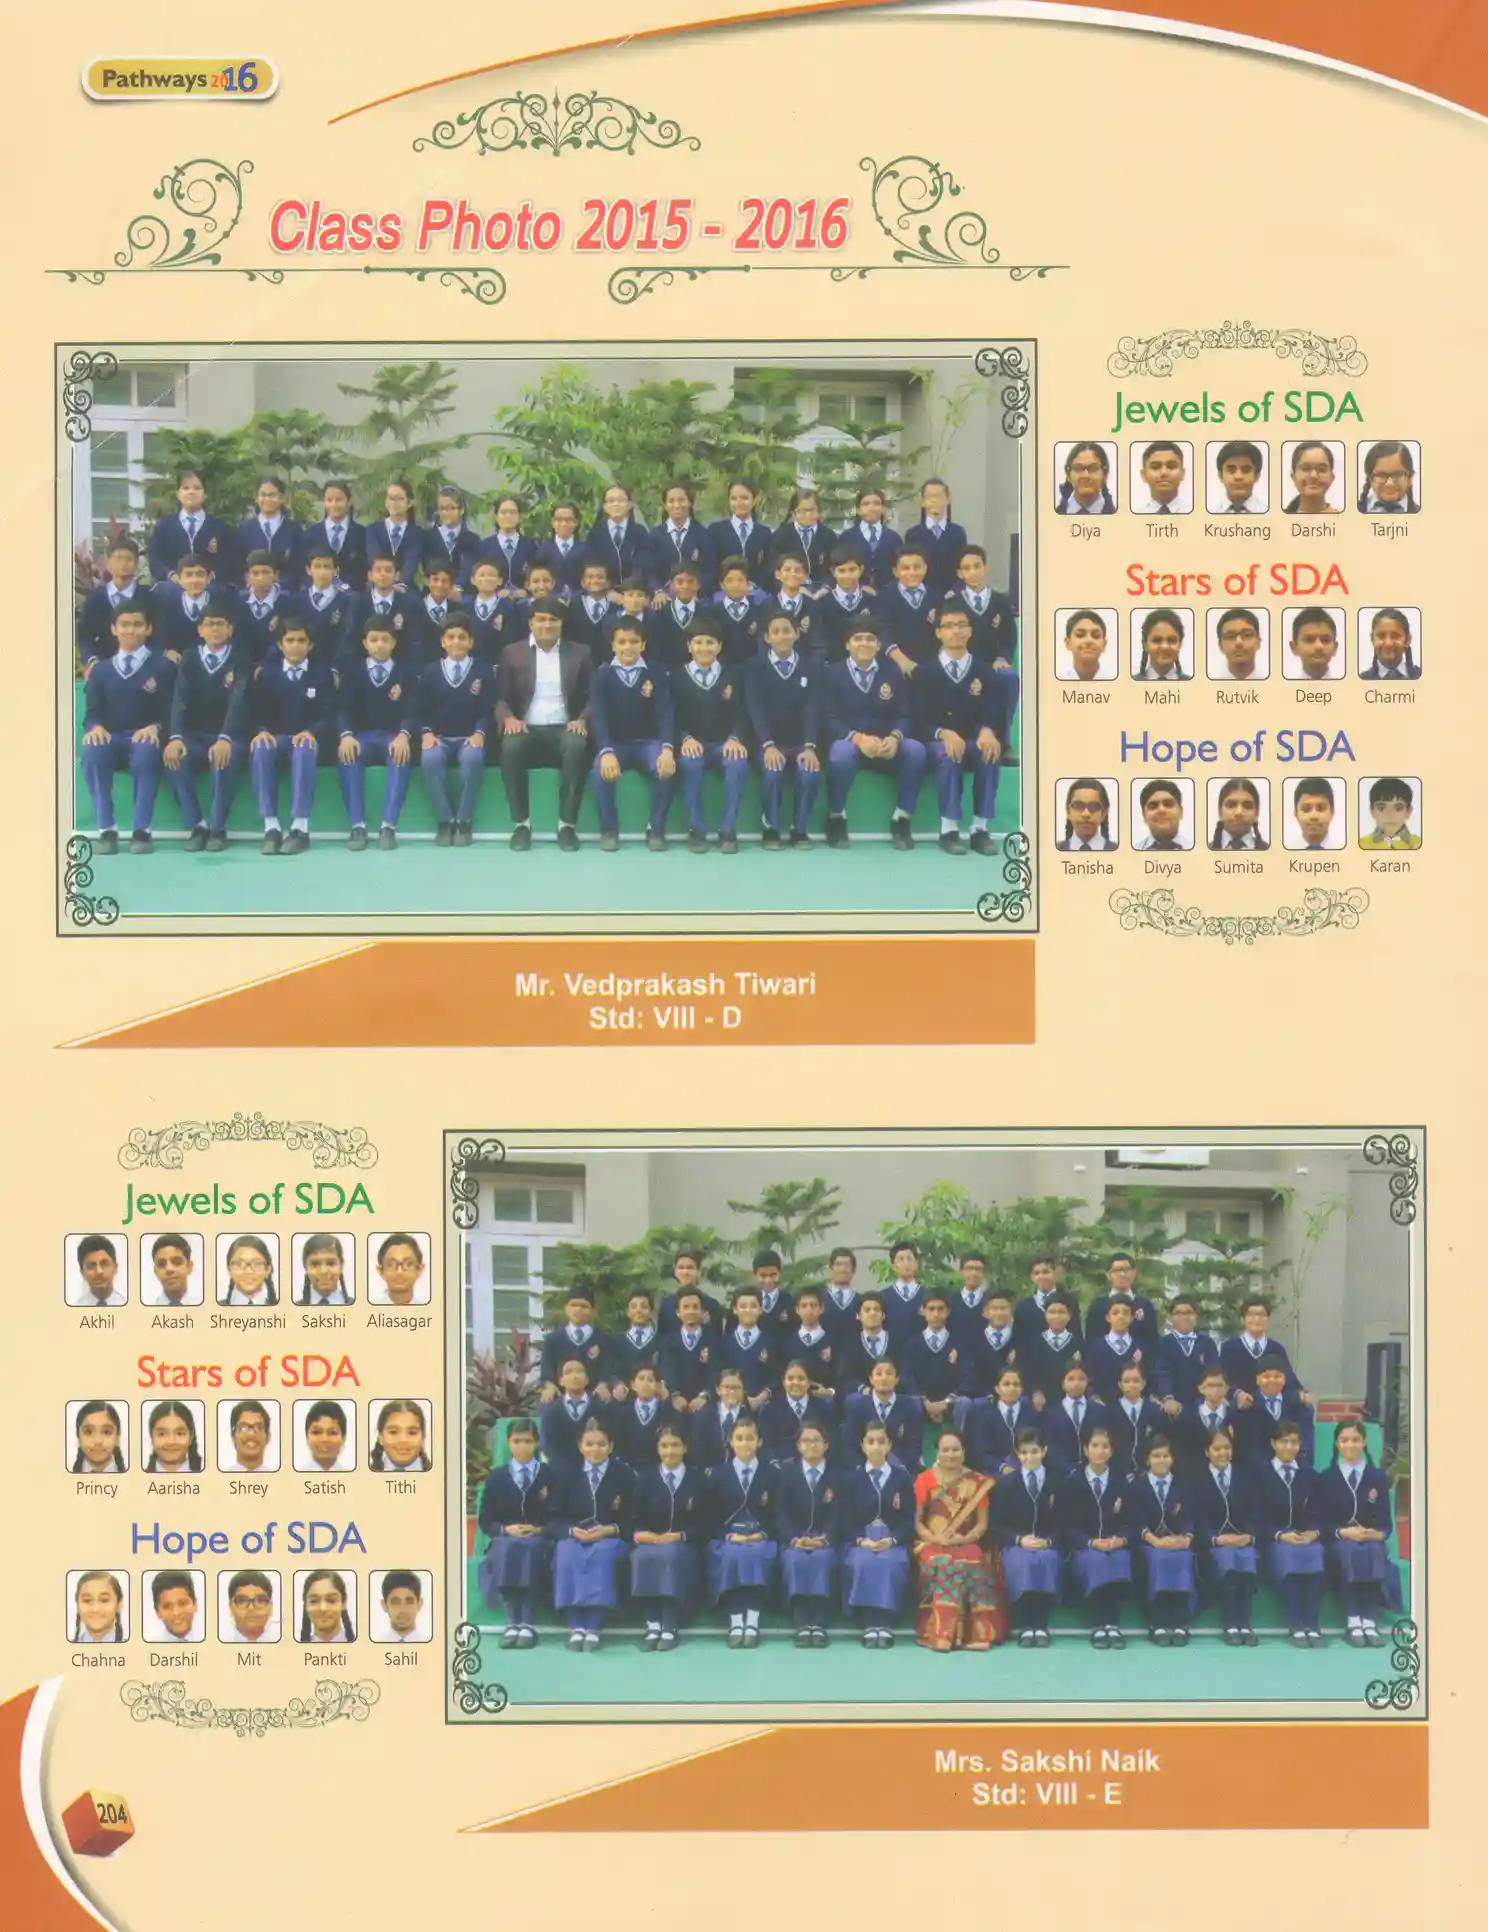 Pathways 2016
Class Photo 2015 - 2016
Jewels of SDA
Diya Tirth Krushang Darshi Tarjni
Stars of SDA
Manav Mahi Rutvik Deep Charmi
Hope of SDA
Tanisha Divya Sumita Krupen Karan
Mr. Vedprakash Tiwari
Std: VIII - D
Jewels of SDA
Akhil Akash Shreyanshi Sakshi Aliasagar
Stars of SDA
Princy Aarisha Shrey Satish Tithi
Hope of SDA
Chahna Darshil Mit Pankti Sahil
Mrs. Sakshi Naik
Std: VIII - E
204